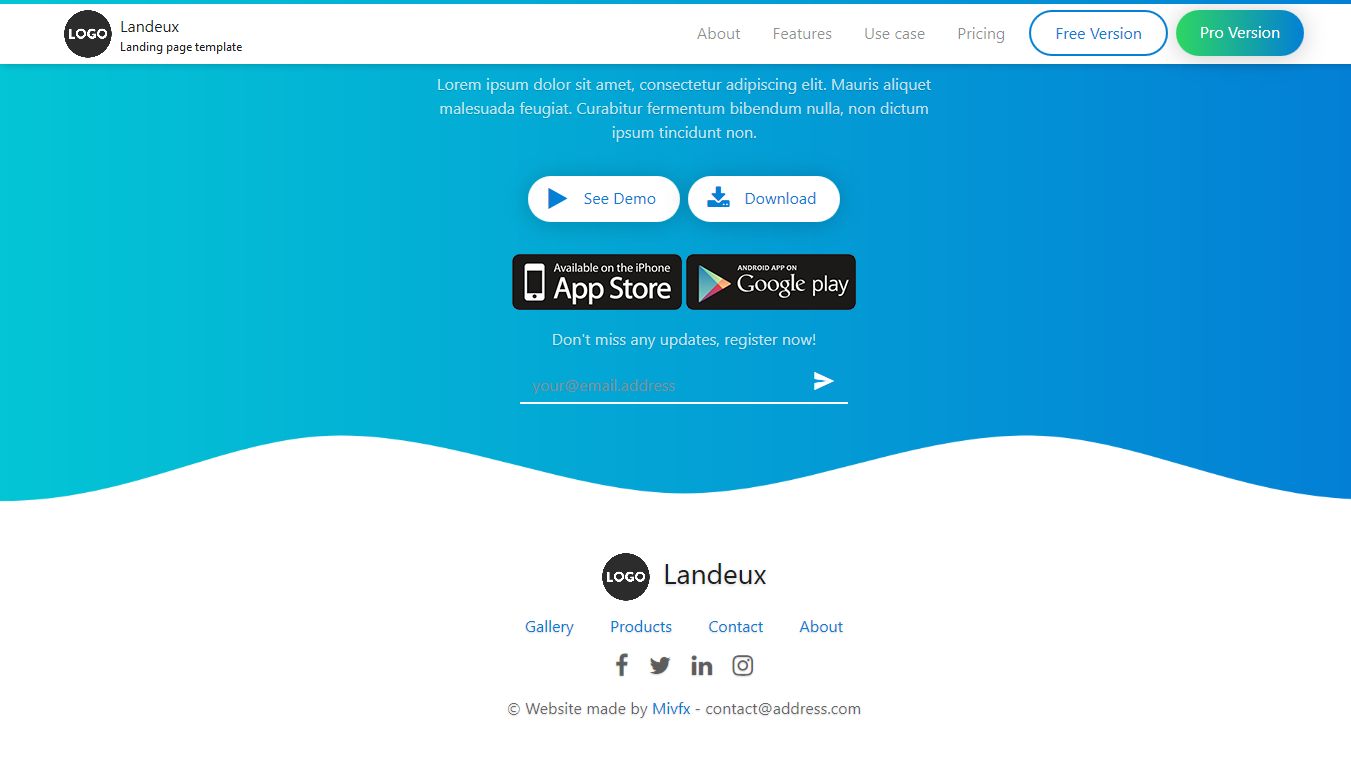 LOGO
Landeux
Landing page template
About
Features
Use case
Pricing
Free Version
Pro Version
Lorem ipsum dolor sit amet, consectetur adipiscing elit. Mauris aliquet
malesuada feugiat. Curabitur fermentum bibendum nulla, non dictum
ipsum tincidunt non.
See Demo
Download
Available on the iPhone
App Store
ANDROID APP ON
Google play
Don't miss any updates, register now!
your@email.address
LOGO
Landeux
Gallery
Products
Contact
About
© Website made by Mivfx - contact@address.com